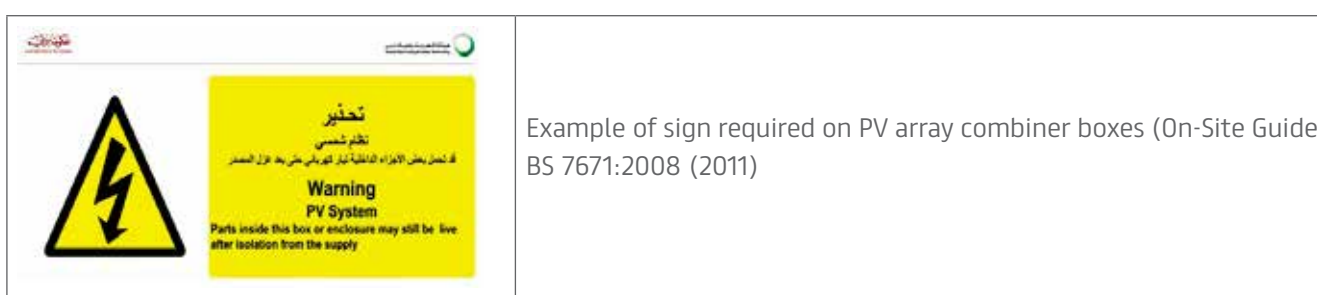 تحذير
نظام شمسي
قد تحمل بعض الأجزاء الداخلية تيار كهربائي حتى بعد عزل المصدر
Warning
PV System
Parts inside this box or enclosure may still be live
after isolation from the supply
Example of sign required on PV array combiner boxes (On-Site Guide
BS 7671:2008 (2011)